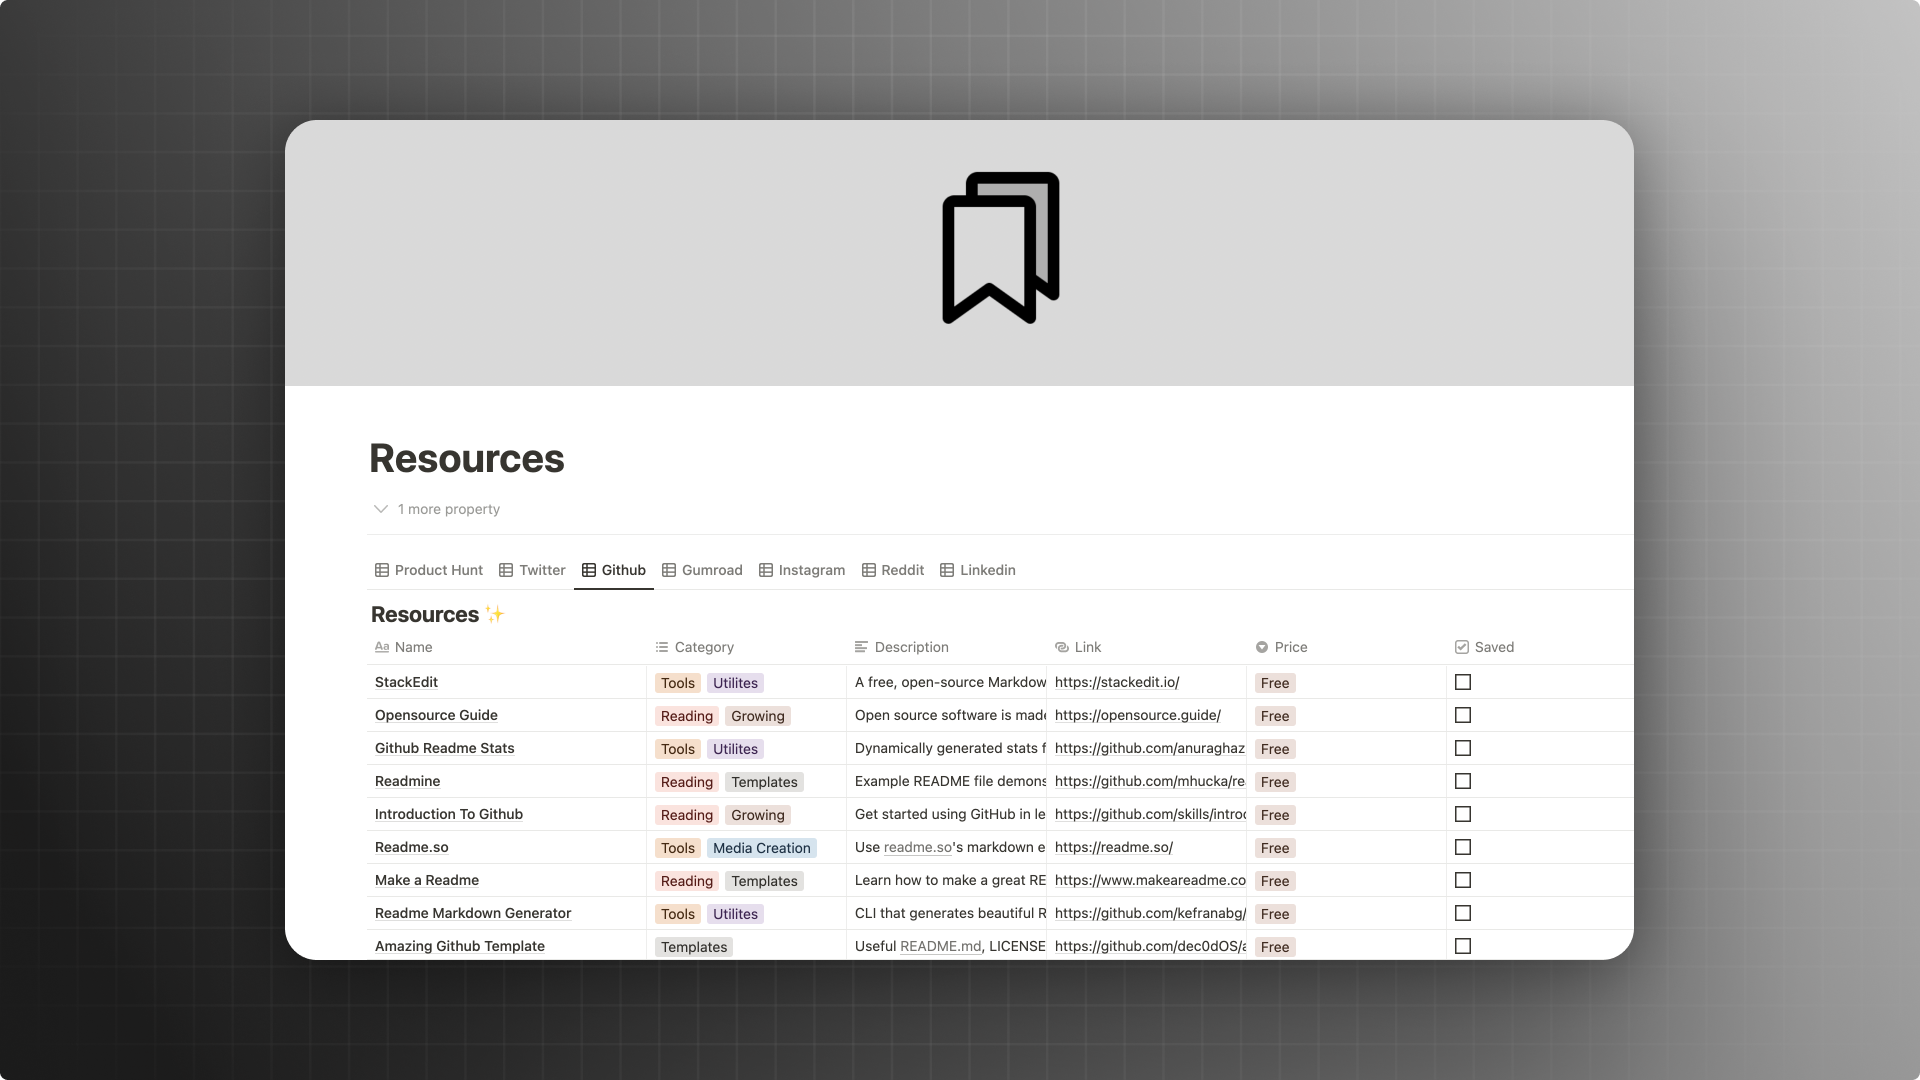 Resources
1 more property
Product Hunt Twitter Github Gumroad Instagram Reddit Linkedin
Resources ✨
Aa Name Category Description Link Price Saved
StackEdit Tools Utilites A free, open-source Markdow https://stackedit.io/ Free
Opensource Guide Reading Growing Open source software is made https://opensource.guide/ Free
Github Readme Stats Tools Utilites Dynamically generated stats f https://github.com/anuraghaz Free
Readmine Reading Templates Example README file demons https://github.com/mhucka/re Free
Introduction To Github Reading Growing Get started using GitHub in le https://github.com/skills/introd Free
Readme.so Tools Media Creation Use readme.so's markdown e https://readme.so/ Free
Make a Readme Reading Templates Learn how to make a great RE https://www.makeareadme.co Free
Readme Markdown Generator Tools Utilites CLI that generates beautiful R https://github.com/kefranabg/ Free
Amazing Github Template Templates Useful README.md, LICENSE https://github.com/dec0dOS/a Free